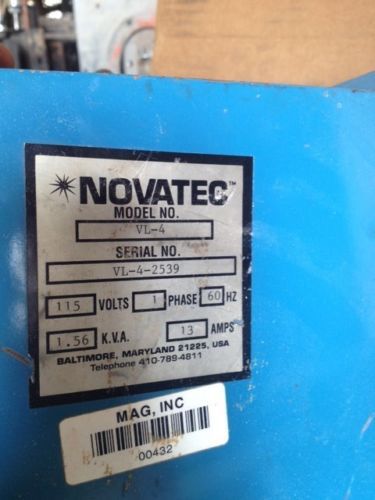 NOVATEC™
MODEL NO.
VL-4
SERIAL NO.
VL-4-2539
115 VOLTS 1 PHASE 60 HZ
1.56 K.V.A. 13 AMPS
BALTIMORE, MARYLAND 21225, USA
Telephone 410-789-4811
MAG, INC
00432